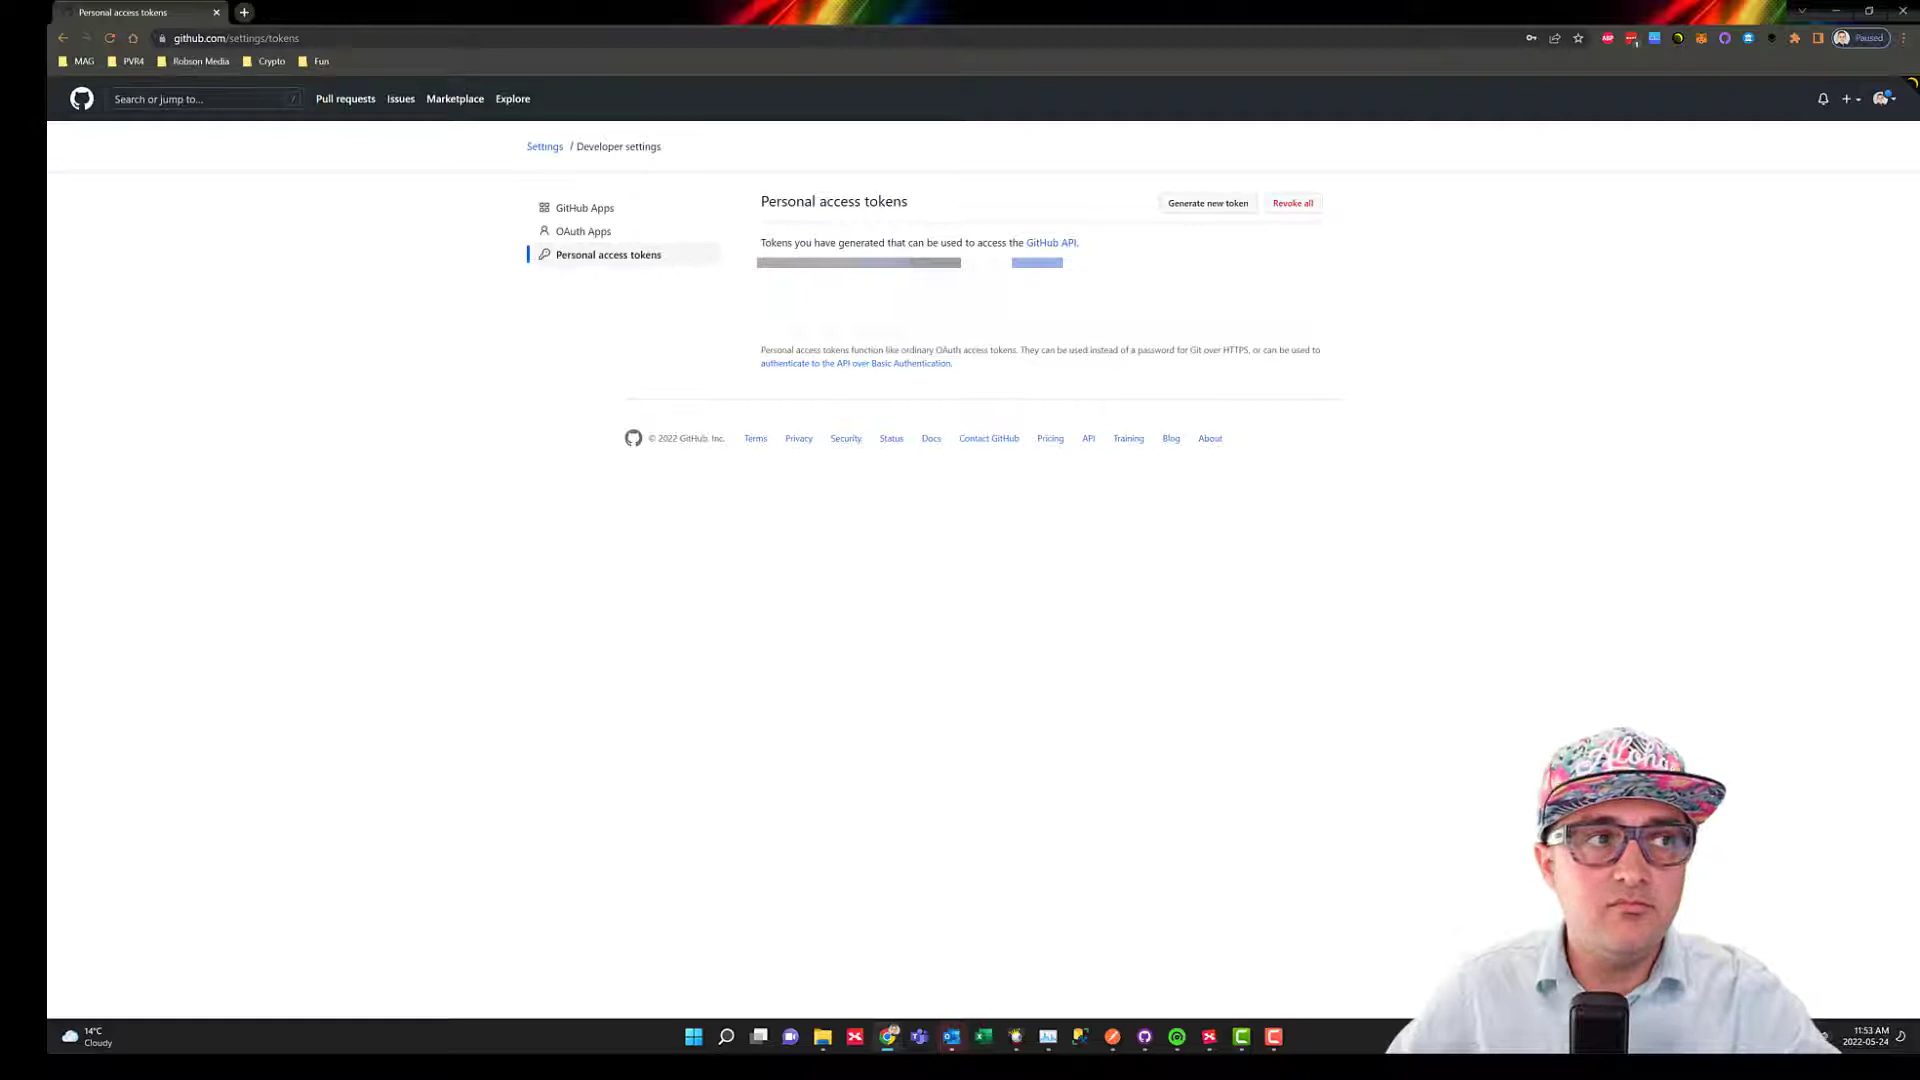 Personal access tokens
github.com/settings/tokens
Paused
MAG
PVR4
Robson Media
Crypto
Fun
Search or jump to...
/
Pull requests
Issues
Marketplace
Explore
Settings / Developer settings
GitHub Apps
OAuth Apps
Personal access tokens
Personal access tokens
Generate new token
Revoke all
Tokens you have generated that can be used to access the GitHub API.
Personal access tokens function like ordinary OAuth access tokens. They can be used instead of a password for Git over HTTPS, or can be used to
authenticate to the API over Basic Authentication.
© 2022 GitHub, Inc.
Terms
Privacy
Security
Status
Docs
Contact GitHub
Pricing
API
Training
Blog
About
Aloha
14°C
Cloudy
11:53 AM
2022-05-24